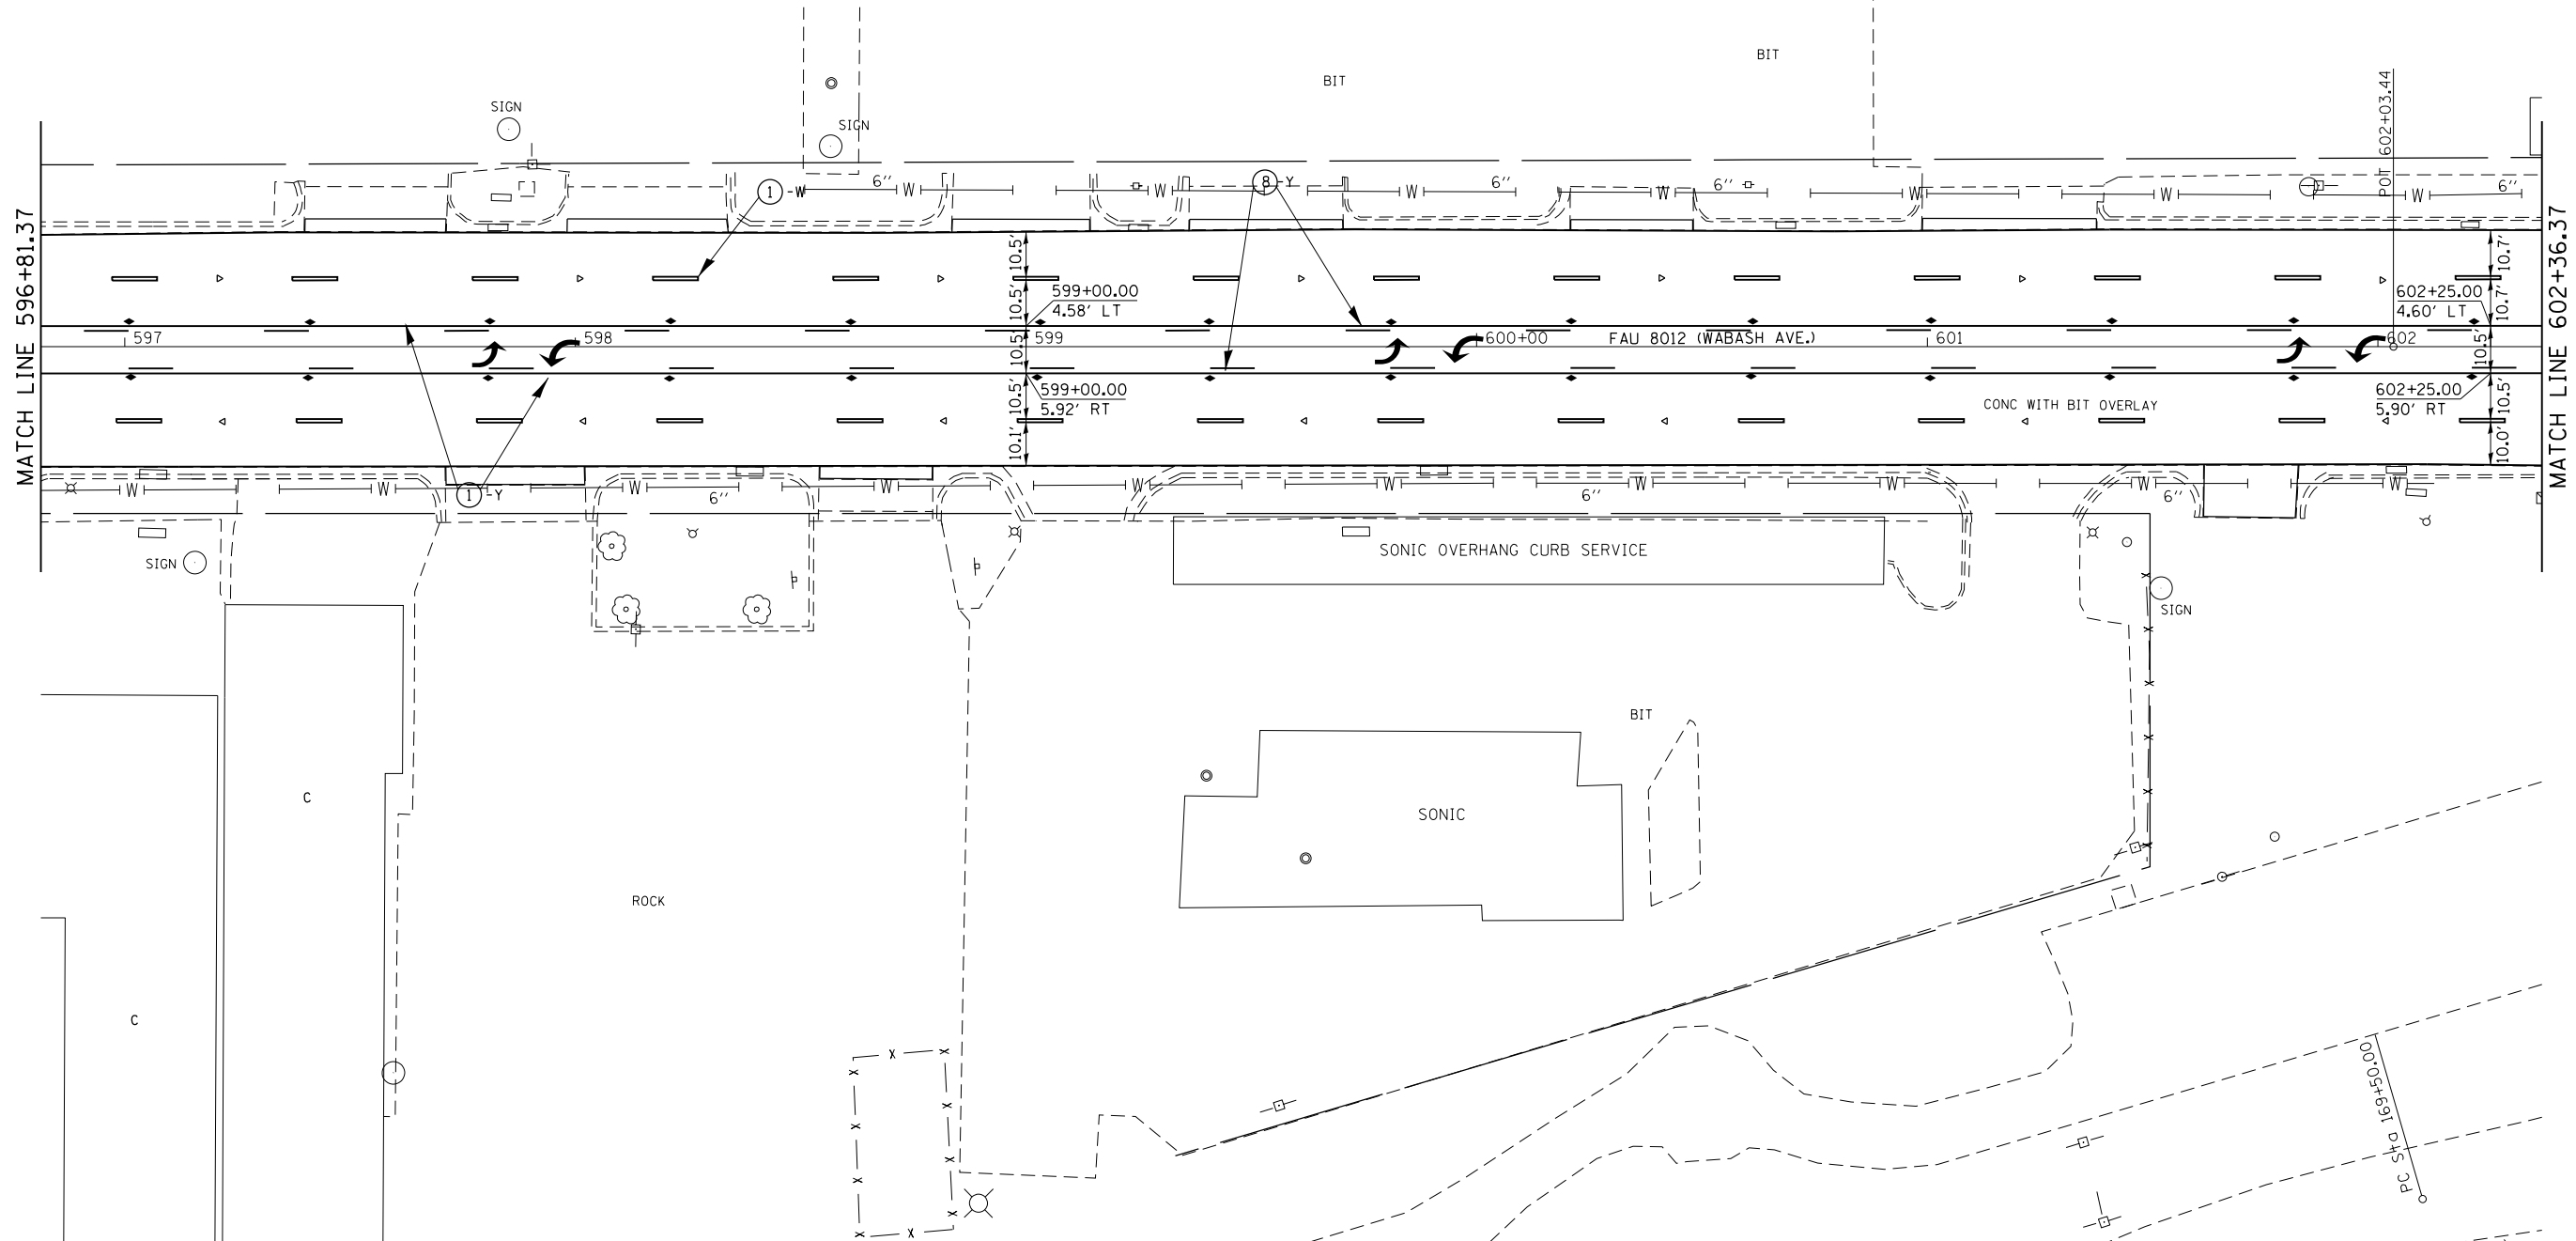 BIT
BIT
SIGN
SIGN
POT 602+03.44
1 -W
6'' W
W
8 -Y
W
6''
W
6''
W
W
W
6''
MATCH LINE 596+81.37
MATCH LINE 602+36.37
10.5'
10.5'
10.5'
10.5'
10.1'
599+00.00
4.58' LT
10.7'
10.7'
10.5'
10.5'
10.0'
602+25.00
4.60' LT
597
598
599
600+00
FAU 8012 (WABASH AVE.)
601
602
599+00.00
5.92' RT
602+25.00
5.90' RT
CONC WITH BIT OVERLAY
W
W
1 -Y
W
6''
W
W
W
6''
W
W
W
6''
W
SIGN
SONIC OVERHANG CURB SERVICE
SIGN
BIT
C
SONIC
ROCK
C
PC Sta 169+50.00